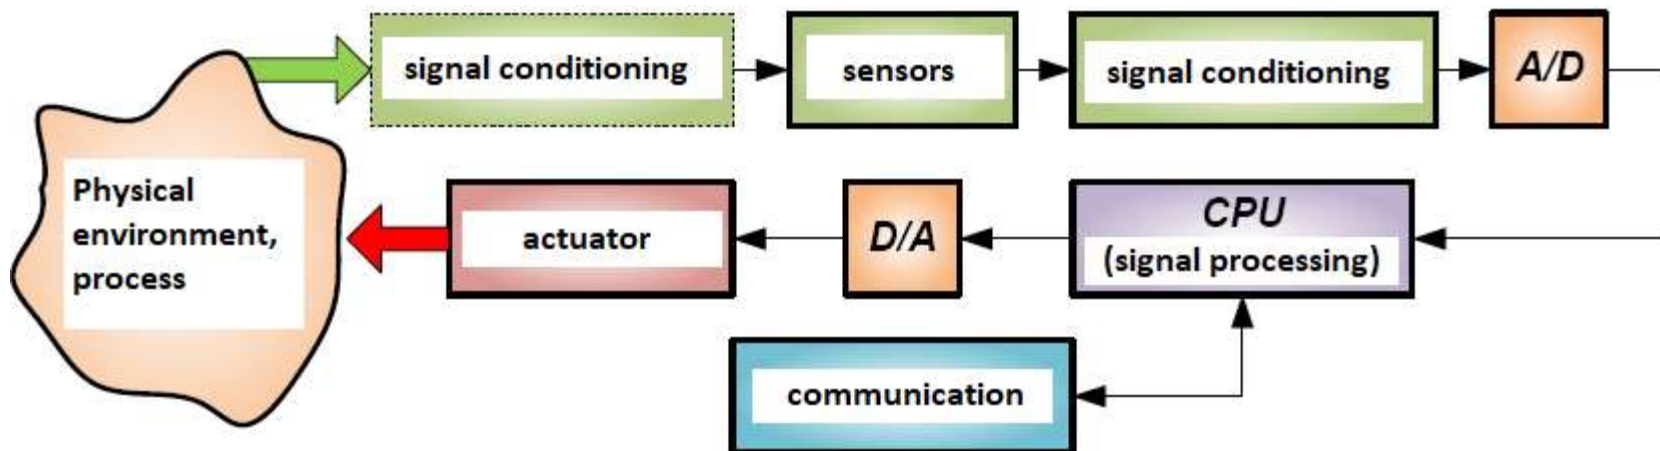 signal conditioning
sensors
signal conditioning
A/D
Physical
environment,
process
actuator
D/A
CPU
(signal processing)
communication